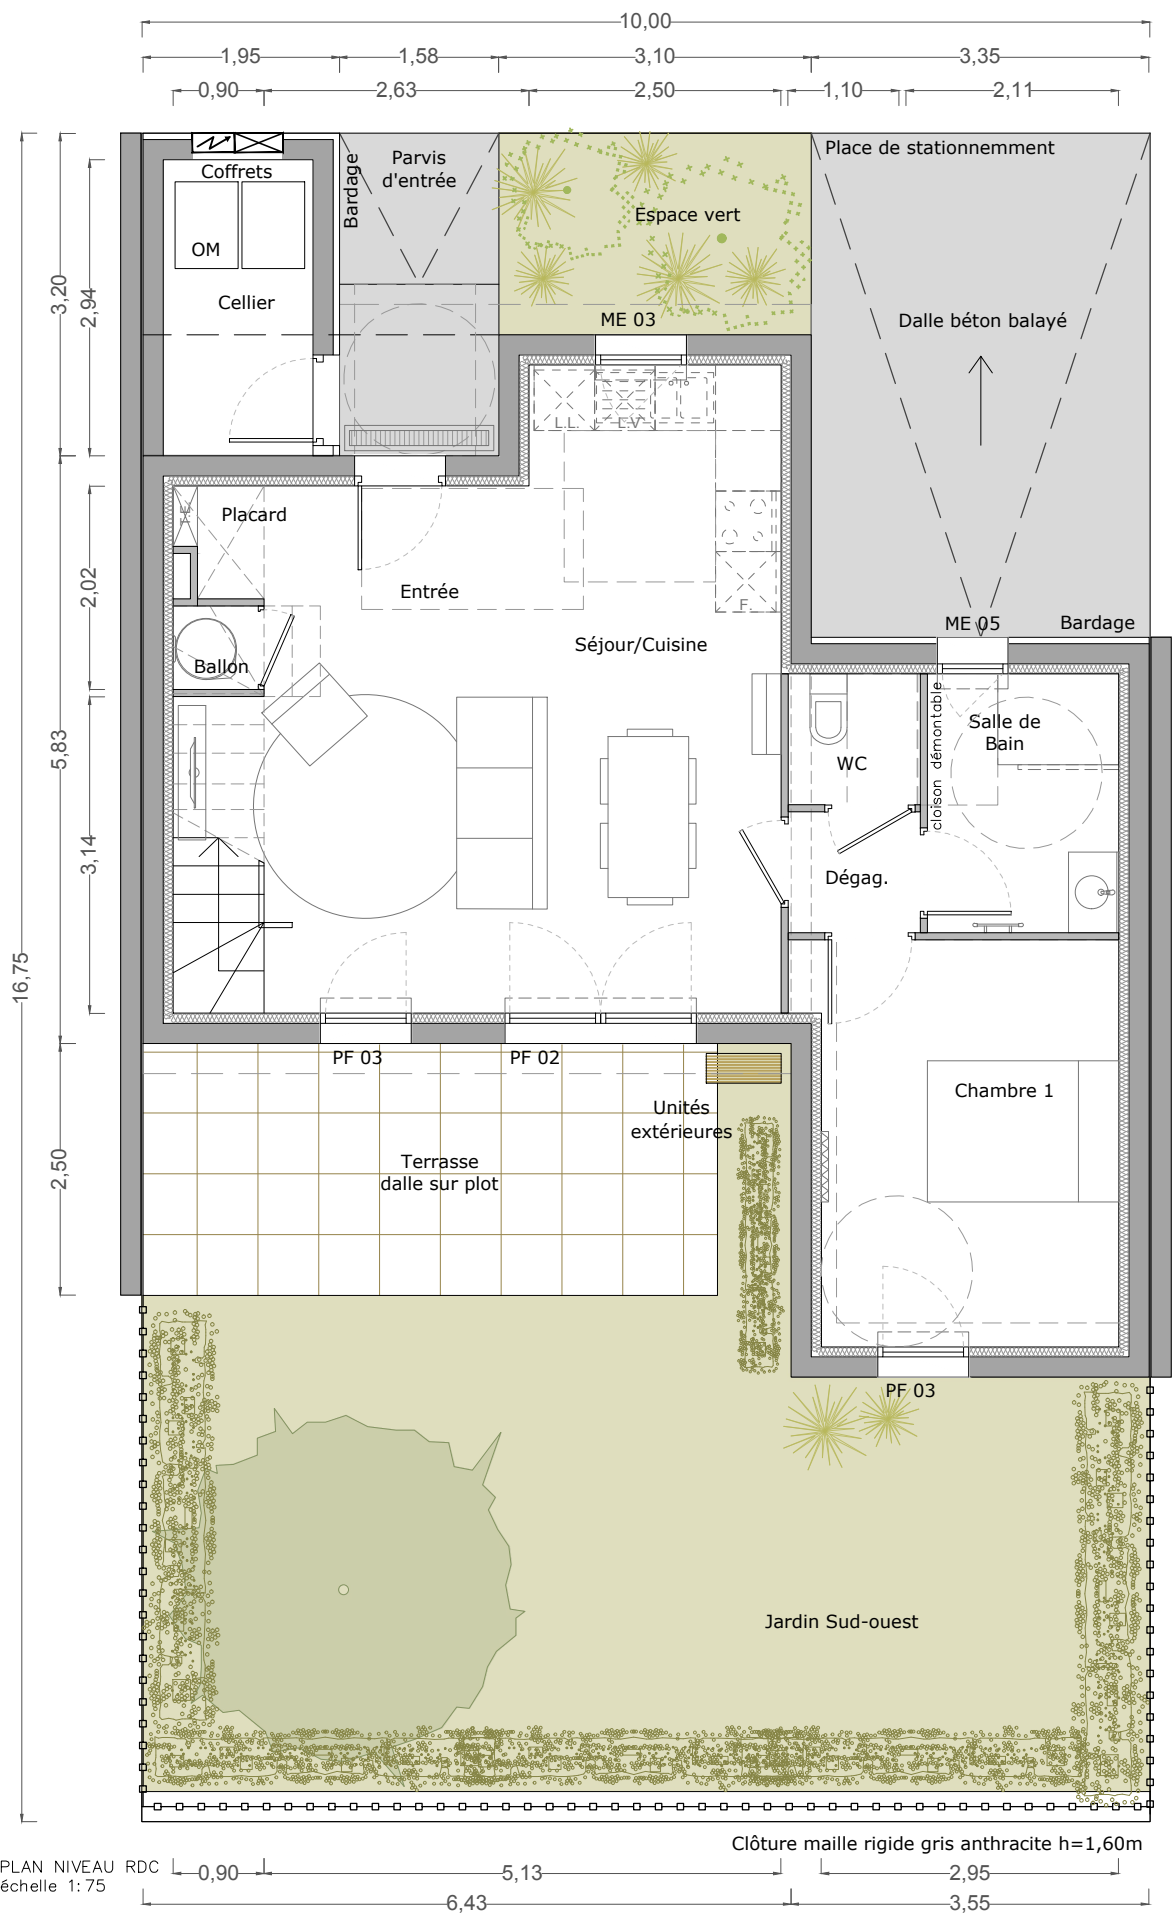 10,00
1,95
1,58
3,10
3,35
0,90
2,63
2,50
1,10
2,11
Coffrets
OM
Cellier
Bardage
Parvis
d'entrée
Espace vert
ME 03
Place de stationnemment
Dalle béton balayé
ME 05
Bardage
3,20
2,94
L.L.
L.V.
T.E.
Placard
Entrée
F.
Séjour/Cuisine
Ballon
2,02
WC
cloison démontable
Salle de
Bain
5,83
3,14
Dégag.
16,75
PF 03
PF 02
Unités
extérieures
Chambre 1
2,50
Terrasse
dalle sur plot
PF 03
Jardin Sud-ouest
Clôture maille rigide gris anthracite h=1,60m
PLAN NIVEAU RDC
échelle 1:75
0,90
5,13
2,95
6,43
3,55